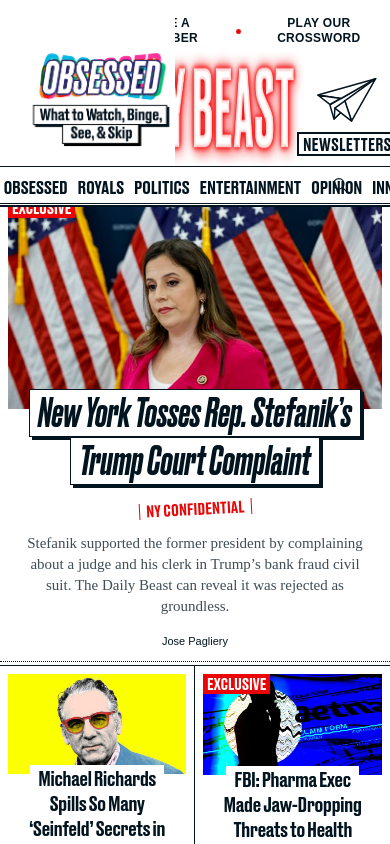 E A
BER
PLAY OUR
CROSSWORD
OBSESSED
What to Watch, Binge,
See, & Skip
Y BEAST
NEWSLETTERS
OBSESSED ROYALS POLITICS ENTERTAINMENT OPINION INN
EXCLUSIVE
New York Tosses Rep. Stefanik’s
Trump Court Complaint
NY CONFIDENTIAL
Stefanik supported the former president by complaining
about a judge and his clerk in Trump’s bank fraud civil
suit. The Daily Beast can reveal it was rejected as
groundless.
Jose Pagliery
Michael Richards
Spills So Many
‘Seinfeld’ Secrets in
EXCLUSIVE
aetna
CLAIM FORM
FBI: Pharma Exec
Made Jaw-Dropping
Threats to Health